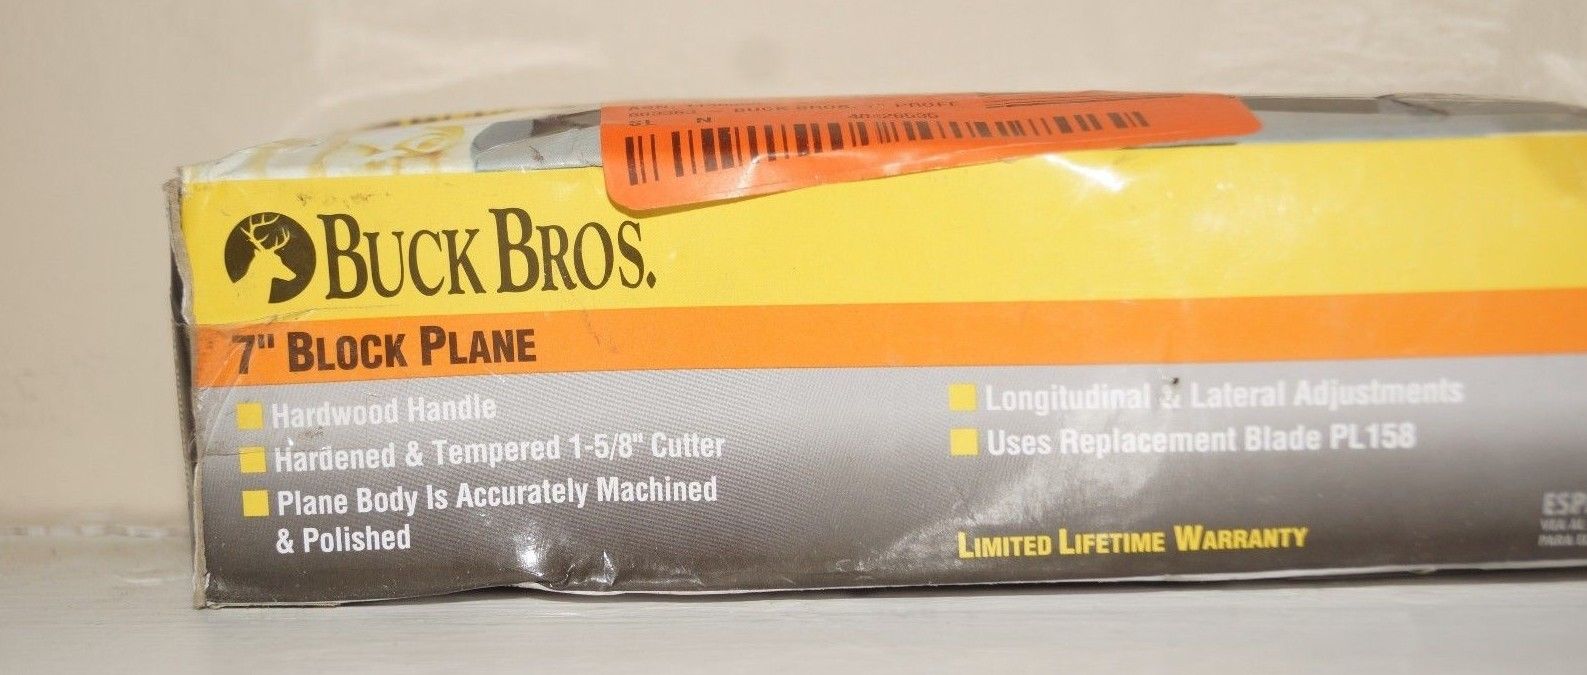 BUCK BROS.
7" BLOCK PLANE
Hardwood Handle
Hardened & Tempered 1-5/8" Cutter
Plane Body Is Accurately Machined
& Polished
Longitudinal & Lateral Adjustments
Uses Replacement Blade PL158
LIMITED LIFETIME WARRANTY